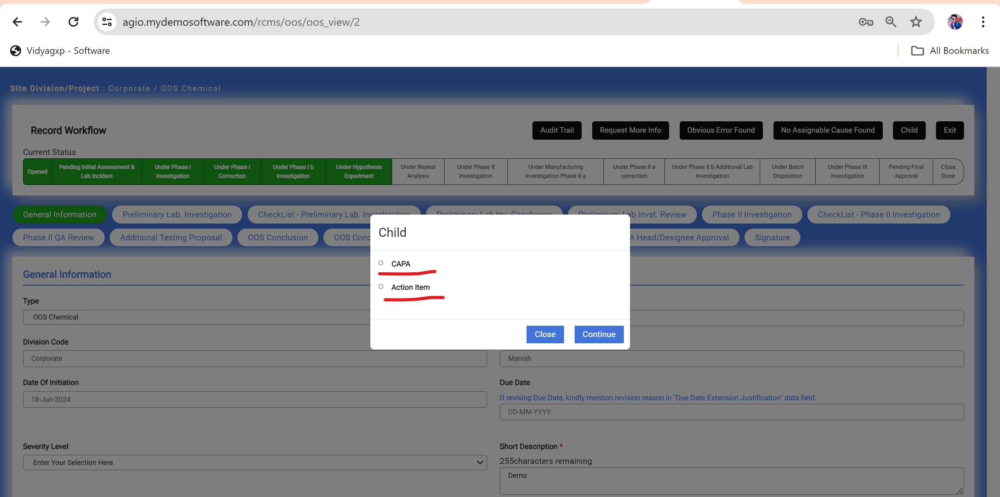 agio.mydemosoftware.com/rcms/oos/oos_view/2
Vidyagxp - Software
All Bookmarks
Site Division/Project : Corporate / OOS Chemical
Record Workflow
Audit Trail
Request More Info
Obvious Error Found
No Assignable Cause Found
Child
Exit
Current Status
Opened
Pending Initial Assessment &
Lab Incident
Under Phase I
Investigation
Under Phase I
Correction
Under Phase I b
Investigation
Under Hypothesis
Experiment
Under Repeat
Analysis
Under Phase II
Investigation
Under Manufacturing
Investigation Phase II a
Under Phase II a
correction
Under Phase II b Additional Lab
Investigation
Under Batch
Disposition
Under Phase III
Investigation
Pending Final
Approval
Close
Done
General Information
Preliminary Lab. Investigation
CheckList - Preliminary Lab. Investigation
Preliminary Lab Inv. Conclusion
Preliminary Lab Invst. Review
Phase II Investigation
CheckList - Phase II Investigation
Phase II QA Review
Additional Testing Proposal
OOS Conclusion
OOS Conc
A Head/Designee Approval
Signature
Child
CAPA
Action Item
Close
Continue
General Information
Type
OOS Chemical
Division Code
Corporate
Manish
Date Of Initiation
18-Jun-2024
Due Date
If revising Due Date, kindly mention revision reason in "Due Date Extension Justification" data field.
DD-MM-YYYY
Severity Level
Enter Your Selection Here
Short Description *
255characters remaining
Demo